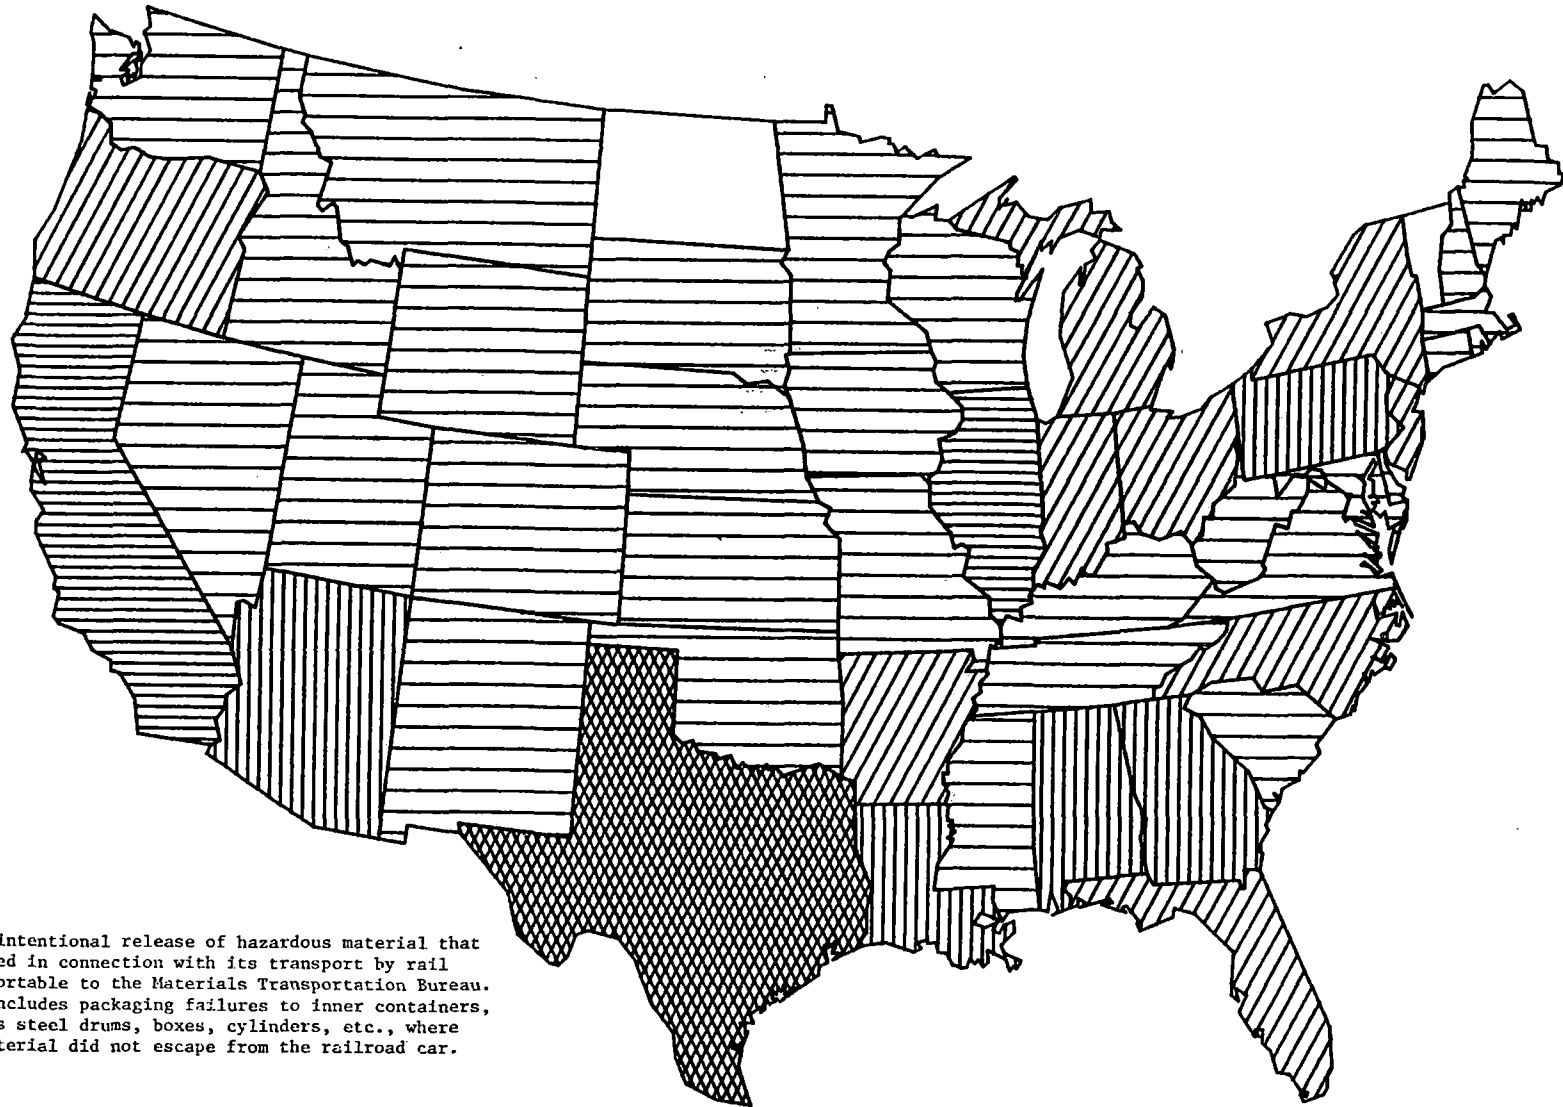 intentional release of hazardous material that
ed in connection with its transport by rail
ortable to the Materials Transportation Bureau.
ncludes packaging failures to inner containers,
s steel drums, boxes, cylinders, etc., where
terial did not escape from the railroad car.